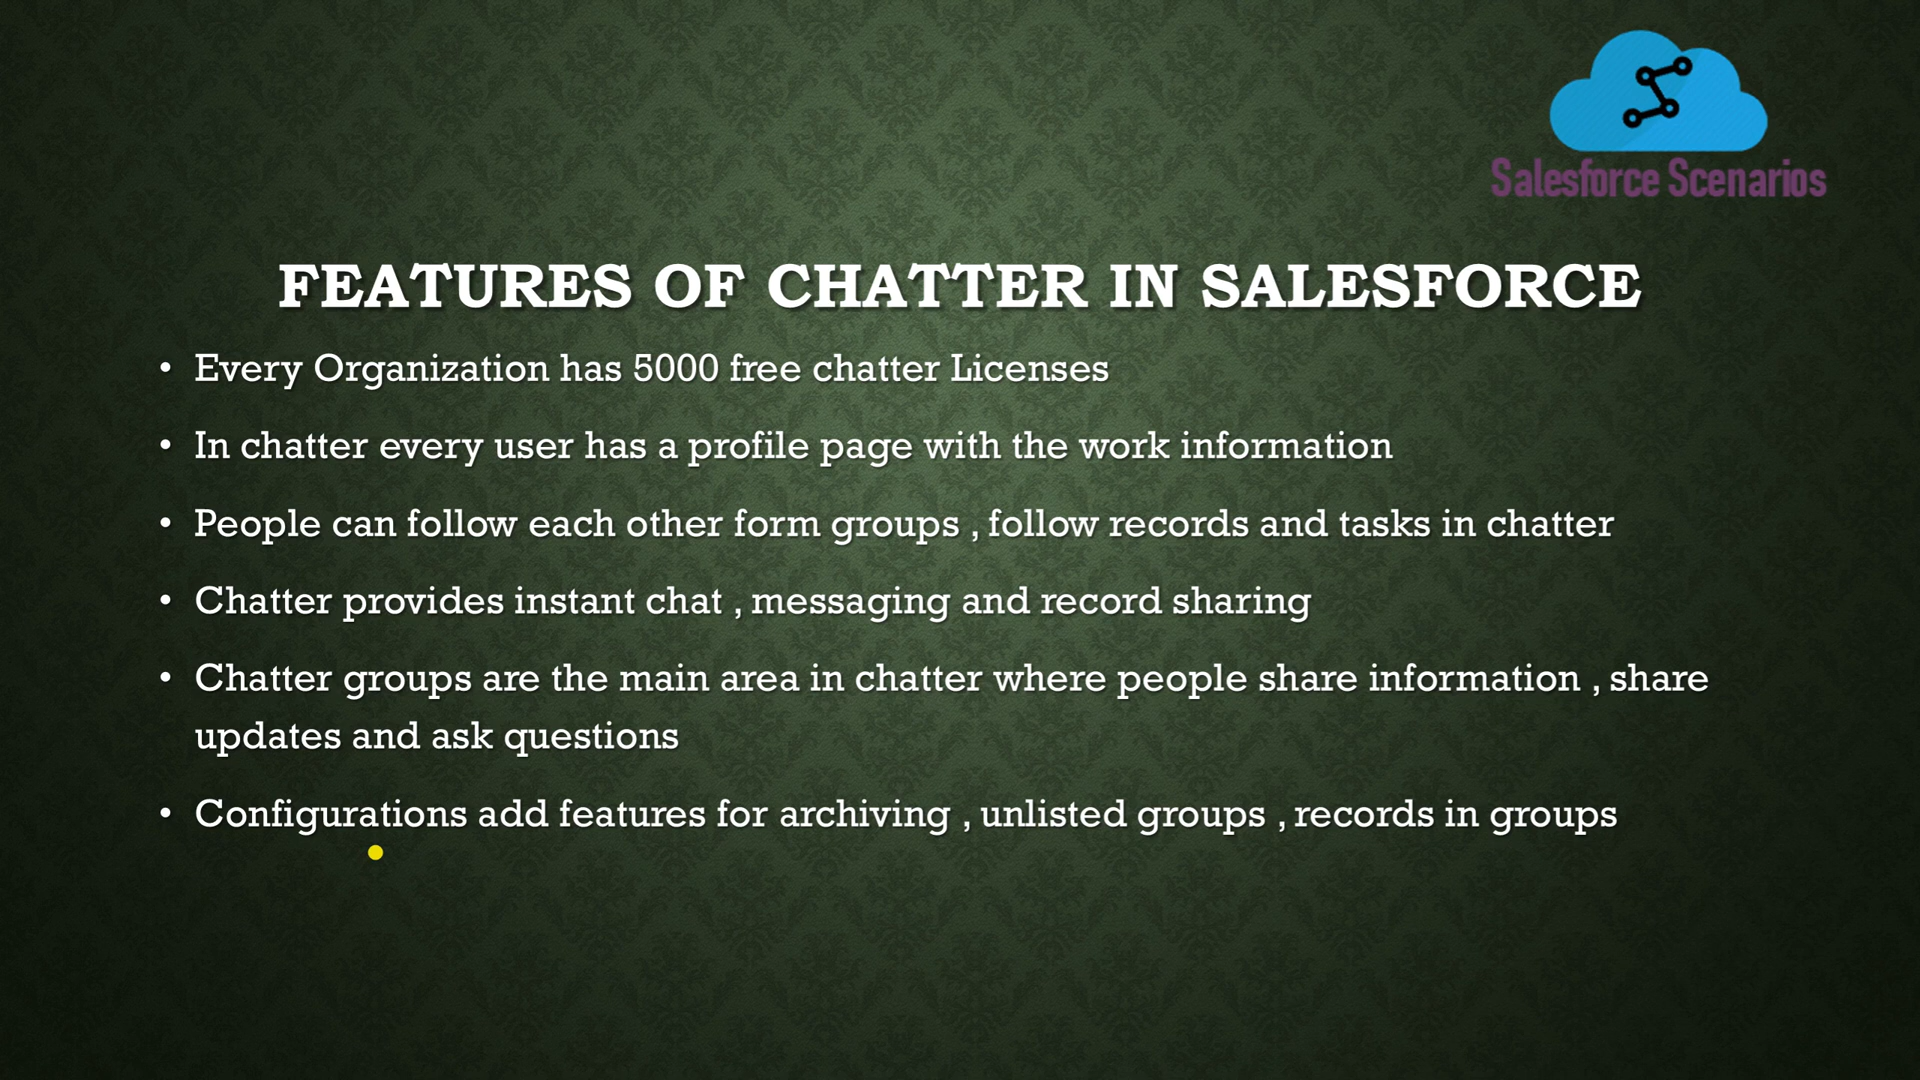 Salesforce Scenarios
FEATURES OF CHATTER IN SALESFORCE
• Every Organization has 5000 free chatter Licenses
• In chatter every user has a profile page with the work information
• People can follow each other form groups , follow records and tasks in chatter
• Chatter provides instant chat , messaging and record sharing
• Chatter groups are the main area in chatter where people share information , share
updates and ask questions
• Configurations add features for archiving , unlisted groups , records in groups